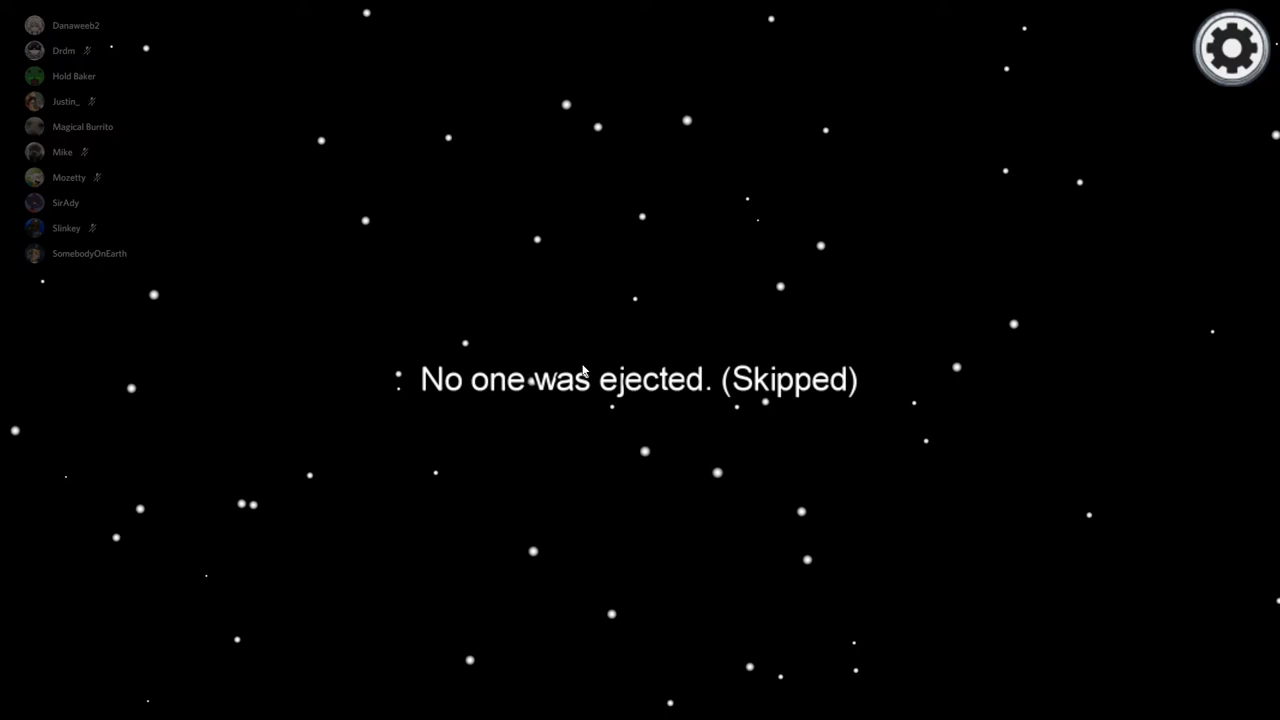 Danaweeb2
Drdm
Hold Baker
Justin_
Magical Burrito
Mike
Mozetty
SirAdy
Slinkey
SomebodyOnEarth
No one was ejected. (Skipped)